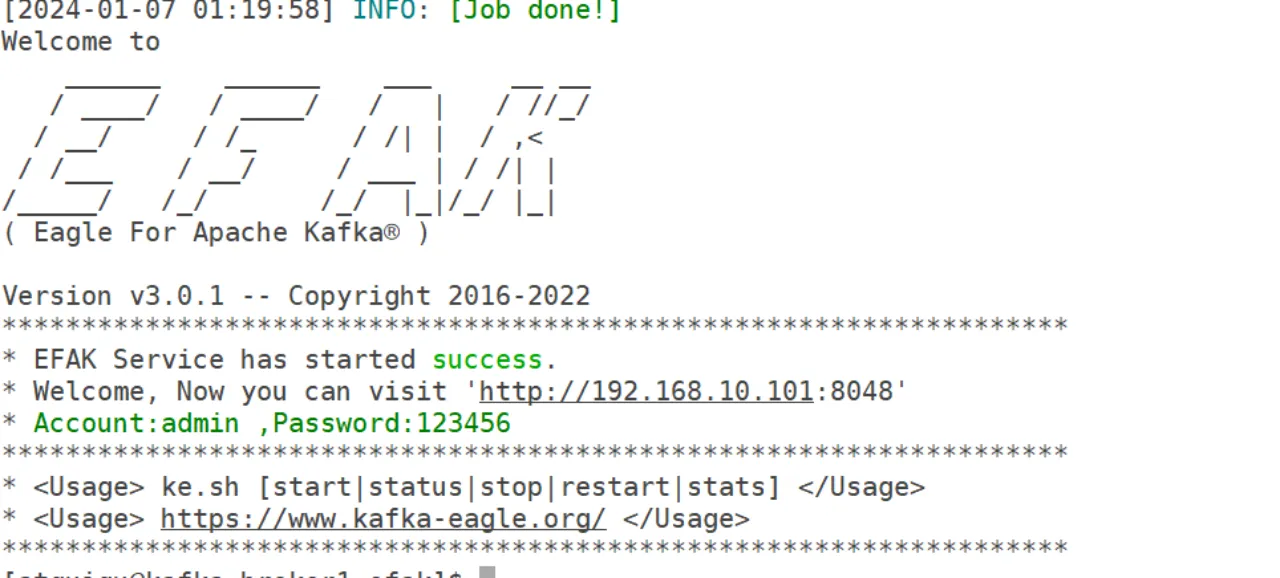 [2024-01-07 01:19:58] INFO: [Job done!]
Welcome to
EFAK
( Eagle For Apache Kafka® )
Version v3.0.1 -- Copyright 2016-2022
*******************************************************************
* EFAK Service has started success.
* Welcome, Now you can visit 'http://192.168.10.101:8048'
* Account:admin ,Password:123456
*******************************************************************
* <Usage> ke.sh [start|status|stop|restart|stats] </Usage>
* <Usage> https://www.kafka-eagle.org/ </Usage>
*******************************************************************